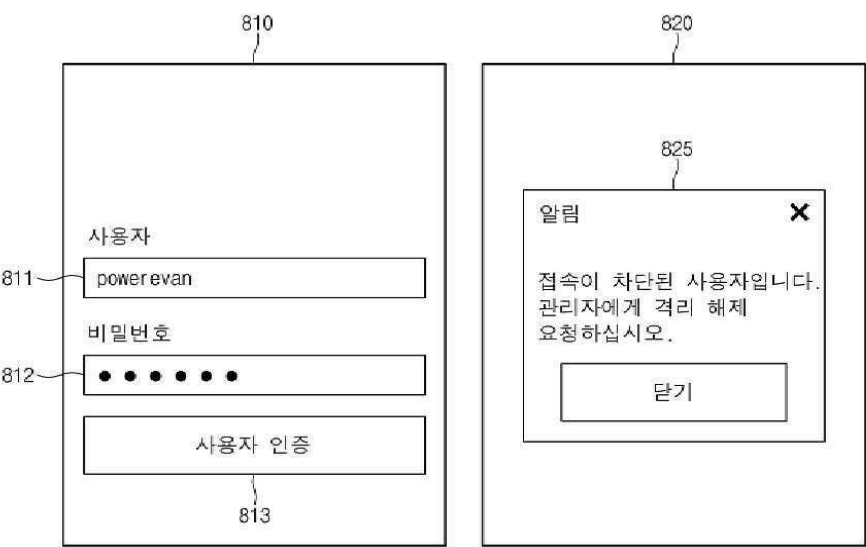 810
사용자
811
powerevan
비밀번호
812
●●●●●●
사용자 인증
813
820
825
알림
×
접속이 차단된 사용자입니다.
관리자에게 격리 해제
요청하십시오.
닫기